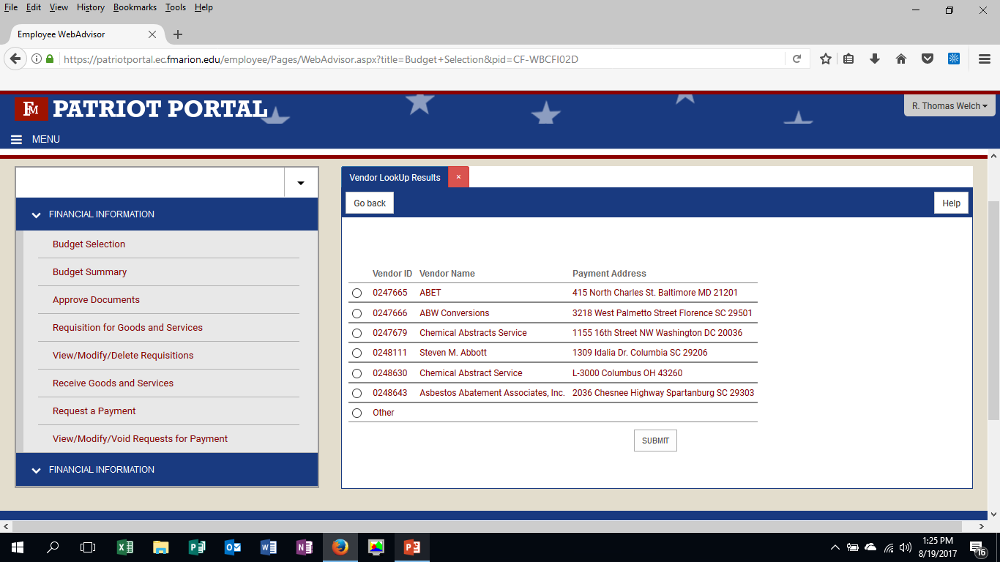 File Edit View History Bookmarks Tools Help
Employee WebAdvisor
https://patriotportal.ec.fmarion.edu/employee/Pages/WebAdvisor.aspx?title=Budget+Selection&pid=CF-WBCFI02D
FM PATRIOT PORTAL
R. Thomas Welch
MENU
FINANCIAL INFORMATION
Budget Selection
Budget Summary
Approve Documents
Requisition for Goods and Services
View/Modify/Delete Requisitions
Receive Goods and Services
Request a Payment
View/Modify/Void Requests for Payment
FINANCIAL INFORMATION
Vendor LookUp Results ×
Go back Help
Vendor ID Vendor Name Payment Address
0247665 ABET 415 North Charles St. Baltimore MD 21201
0247666 ABW Conversions 3218 West Palmetto Street Florence SC 29501
0247679 Chemical Abstracts Service 1155 16th Street NW Washington DC 20036
0248111 Steven M. Abbott 1309 Idalia Dr. Columbia SC 29206
0248630 Chemical Abstract Service L-3000 Columbus OH 43260
0248643 Asbestos Abatement Associates, Inc. 2036 Chesnee Highway Spartanburg SC 29303
Other
SUBMIT
1:25 PM
8/19/2017
16